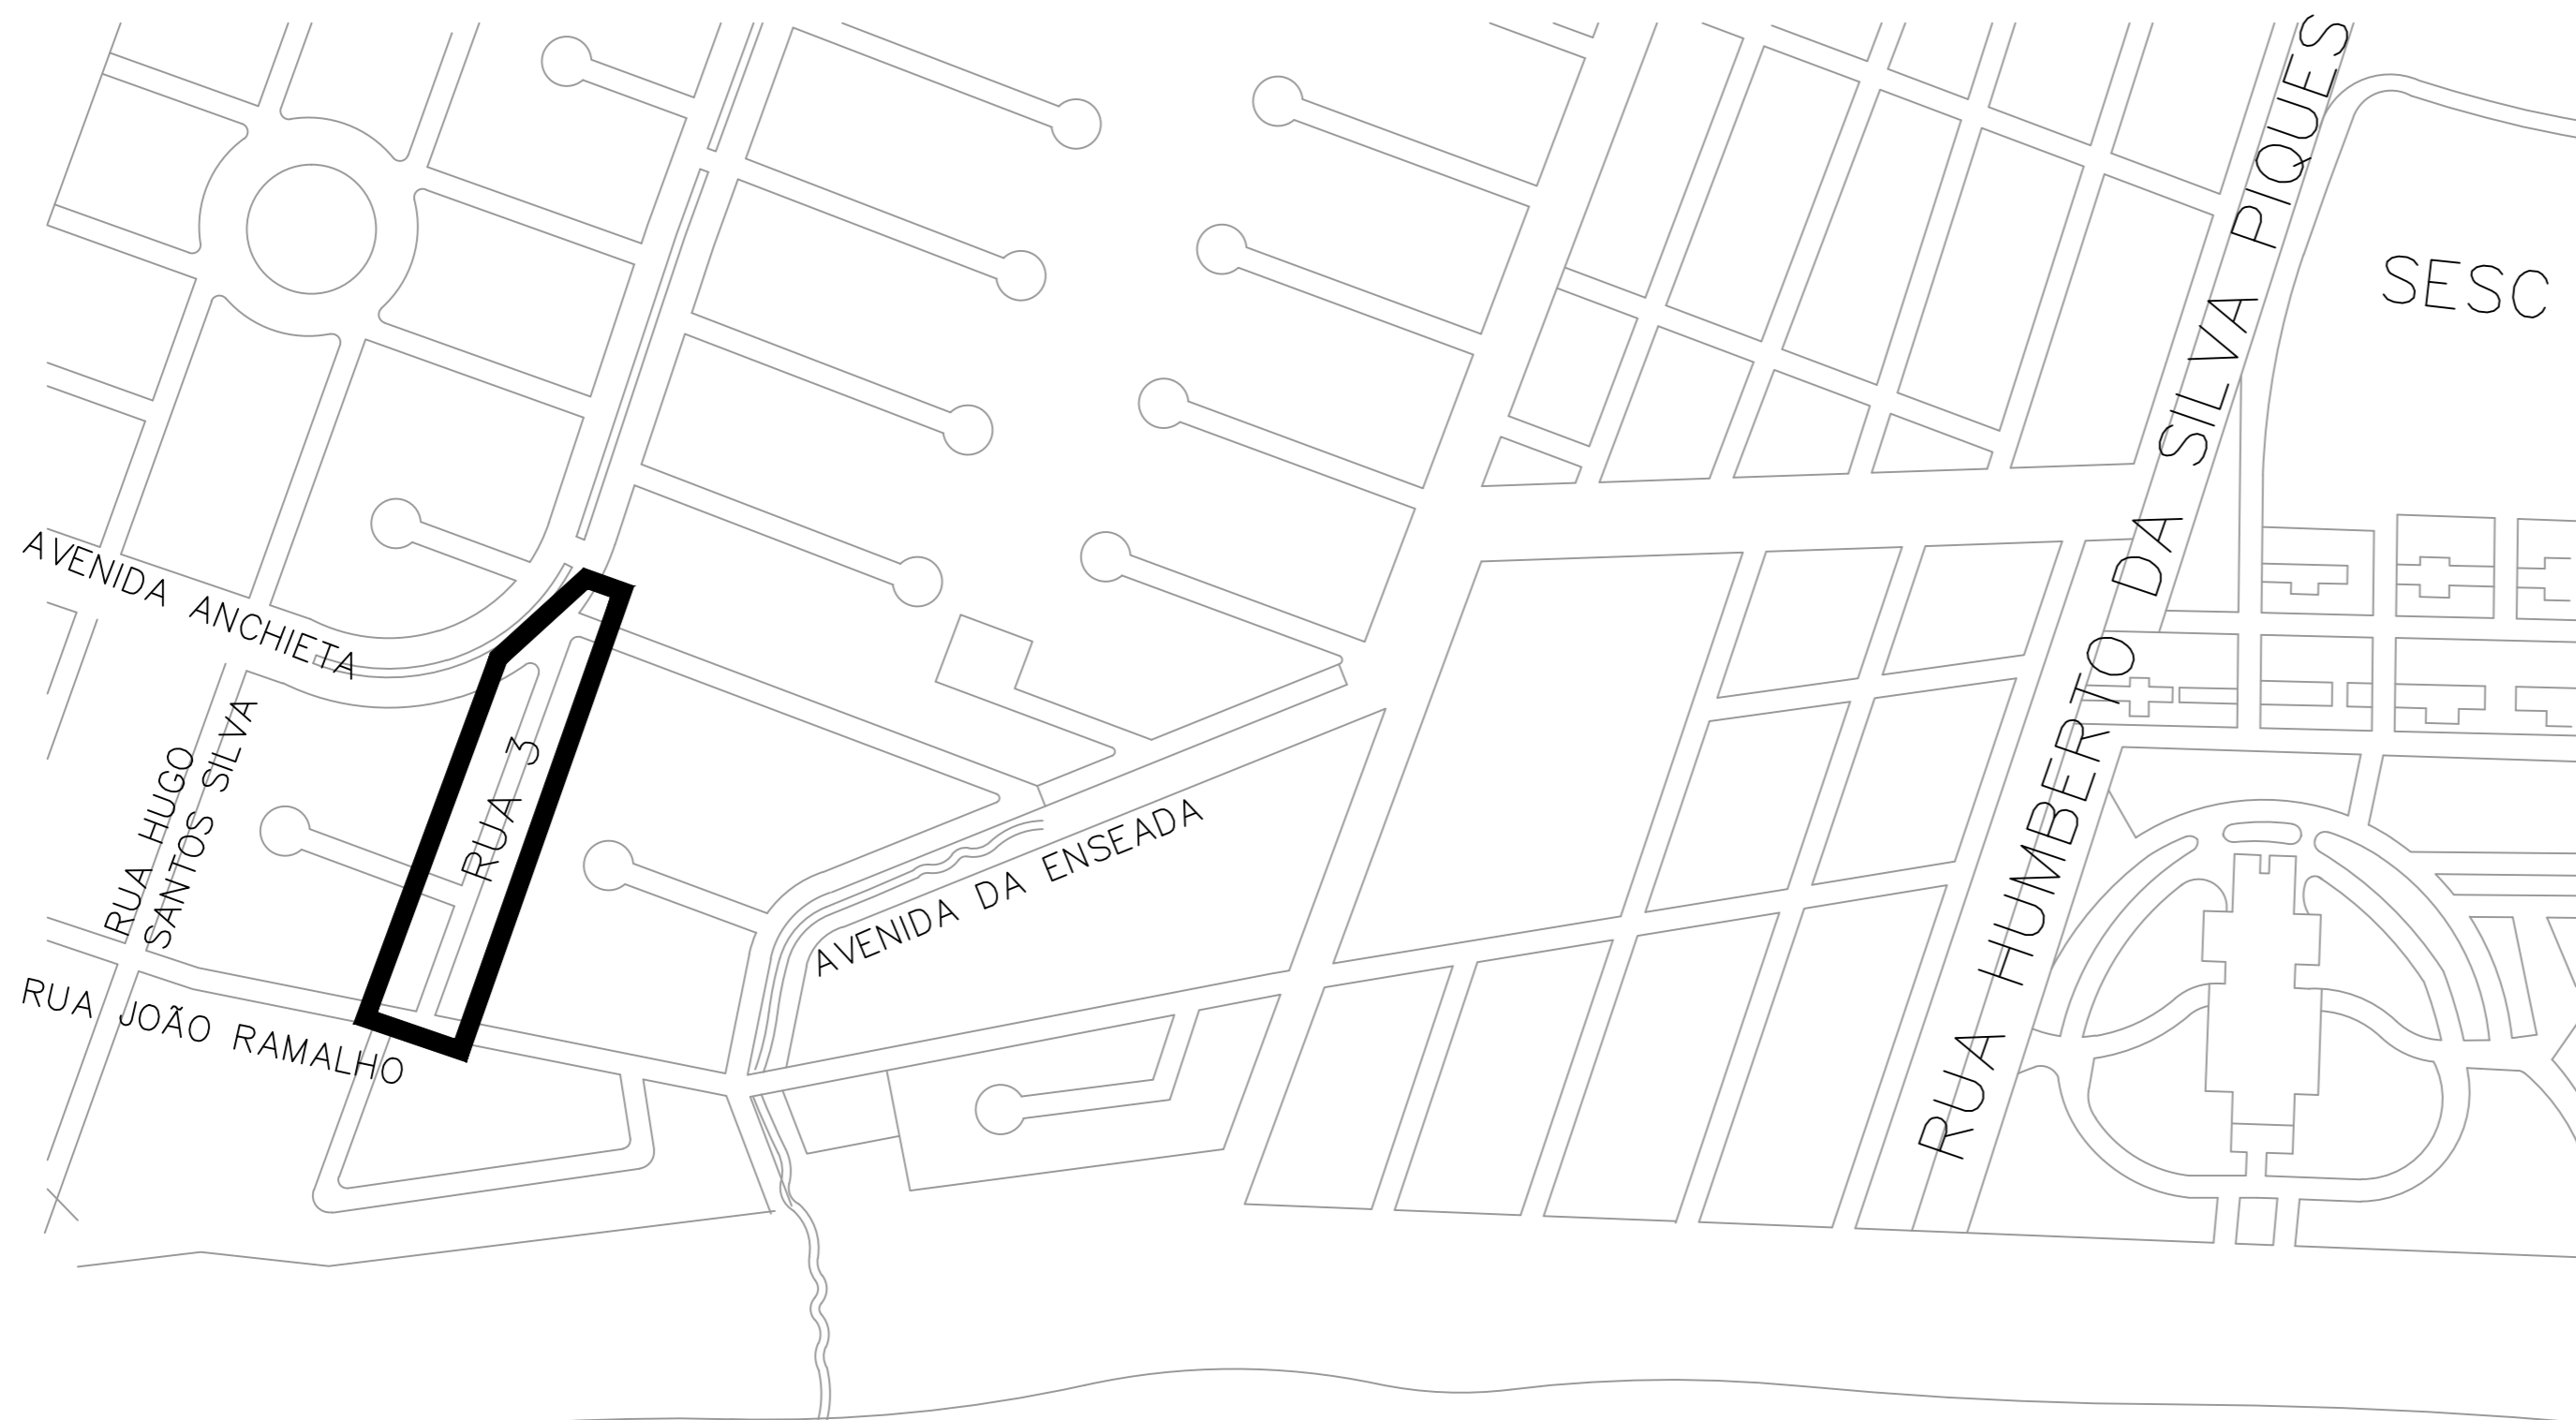 RUA HUMBERTO DA SILVA PIQUES
SESC
AVENIDA ANCHIETA
RUA HUGO
SANTOS SILVA
RUA 3
AVENIDA DA ENSEADA
RUA JOÃO RAMALHO